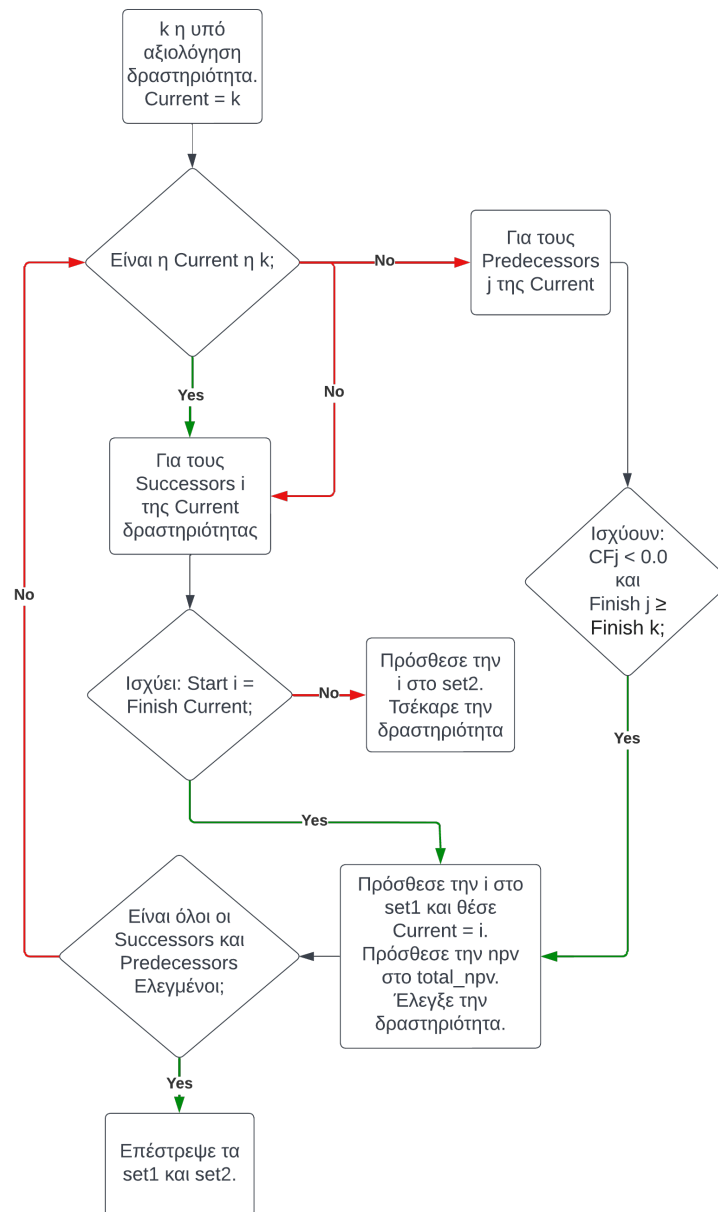 k η υπό
αξιολόγηση
δραστηριότητα.
Current = k
Είναι η Current η k;
No
Για τους
Predecessors
j της Current
Yes
No
Για τους
Successors i
της Current
δραστηριότητας
Ισχύουν:
CFj < 0.0
και
Finish j ≥
Finish k;
No
Ισχύει: Start i =
Finish Current;
No
Πρόσθεσε την
i στο set2.
Τσέκαρε την
δραστηριότητα
Yes
Yes
Πρόσθεσε την i στο
set1 και θέσε
Current = i.
Πρόσθεσε την npv
στο total_npv.
Έλεγξε την
δραστηριότητα.
Είναι όλοι οι
Successors και
Predecessors
Ελεγμένοι;
Yes
Επέστρεψε τα
set1 και set2.